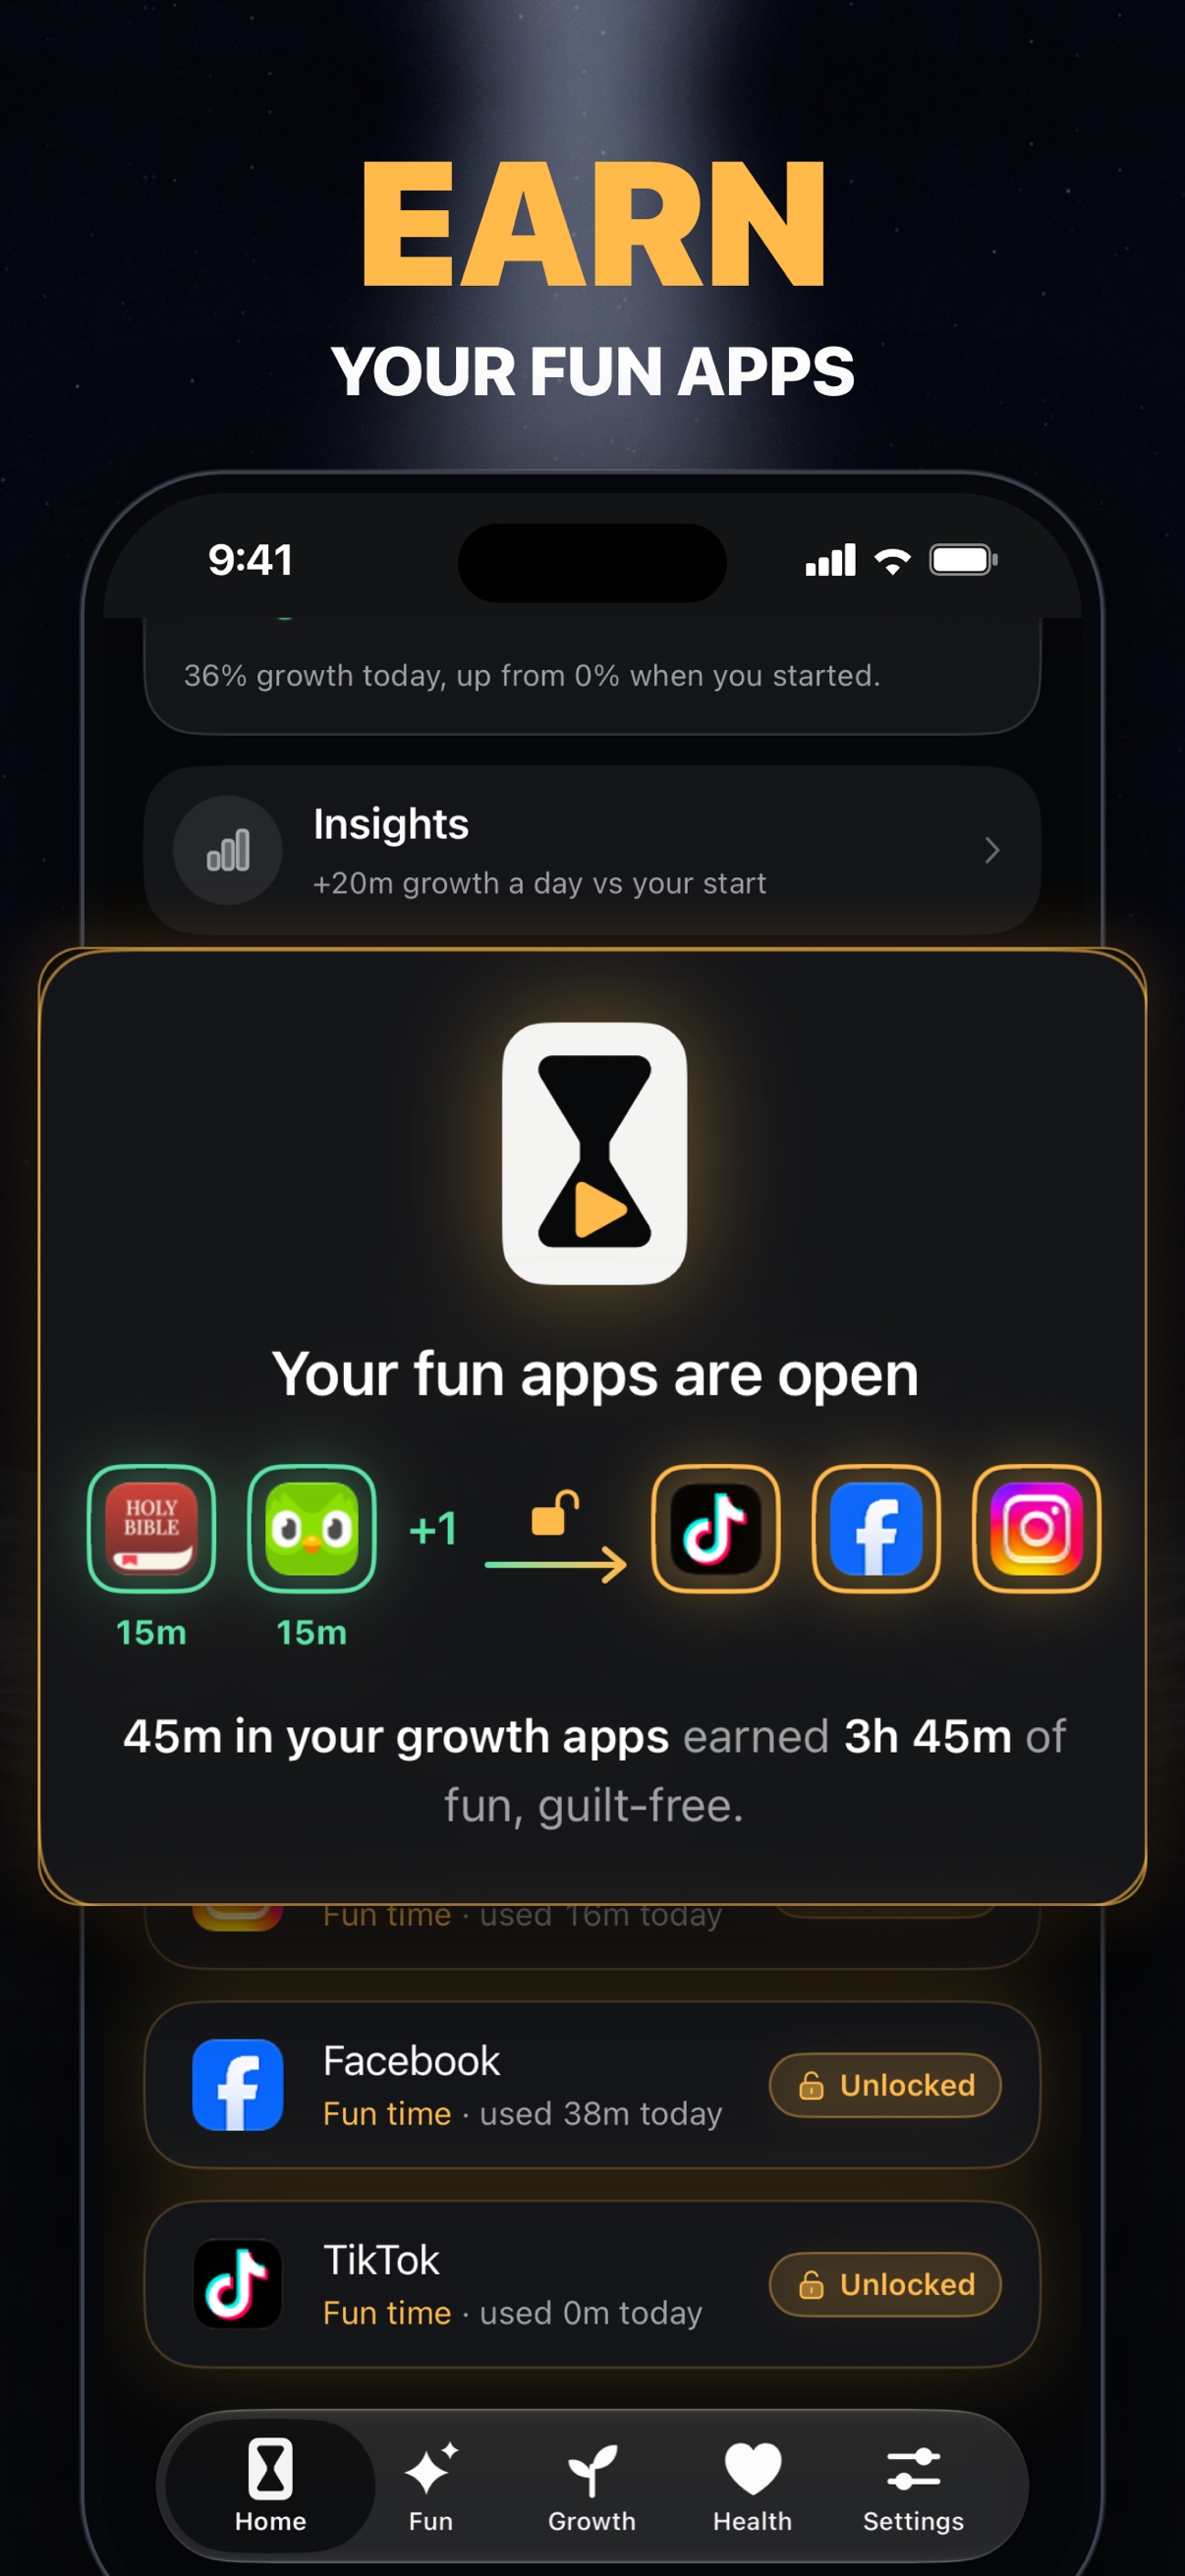 EARN
YOUR FUN APPS
9:41
36% growth today, up from 0% when you started.
Insights
+20m growth a day vs your start
Your fun apps are open
HOLY
BIBLE
+1
15m
15m
45m in your growth apps earned 3h 45m of
fun, guilt-free.
Fun time · used 16m today
Facebook
Fun time · used 38m today
Unlocked
TikTok
Fun time · used 0m today
Unlocked
Home
Fun
Growth
Health
Settings